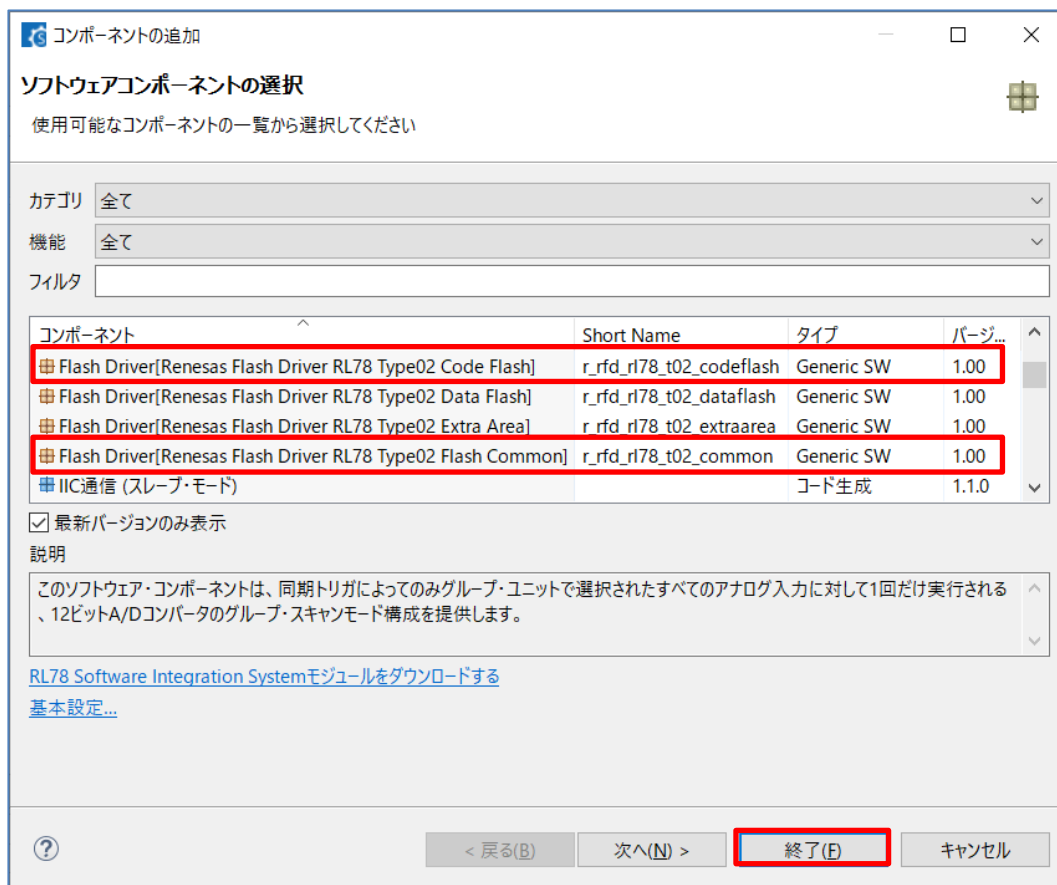 コンポーネントの追加
ソフトウェアコンポーネントの選択
使用可能なコンポーネントの一覧から選択してください
カテゴリ 全て
機能 全て
フィルタ
コンポーネント Short Name タイプ バージ...
Flash Driver[Renesas Flash Driver RL78 Type02 Code Flash] r_rfd_rl78_t02_codeflash Generic SW 1.00
Flash Driver[Renesas Flash Driver RL78 Type02 Data Flash] r_rfd_rl78_t02_dataflash Generic SW 1.00
Flash Driver[Renesas Flash Driver RL78 Type02 Extra Area] r_rfd_rl78_t02_extraarea Generic SW 1.00
Flash Driver[Renesas Flash Driver RL78 Type02 Flash Common] r_rfd_rl78_t02_common Generic SW 1.00
IIC通信 (スレーブ・モード) コード生成 1.1.0
最新バージョンのみ表示
説明
このソフトウェア・コンポーネントは、同期トリガによってのみグループ・ユニットで選択されたすべてのアナログ入力に対して1回だけ実行される
、12ビットA/Dコンバータのグループ・スキャンモード構成を提供します。
RL78 Software Integration Systemモジュールをダウンロードする
基本設定...
< 戻る(B) 次へ(N) > 終了(F) キャンセル